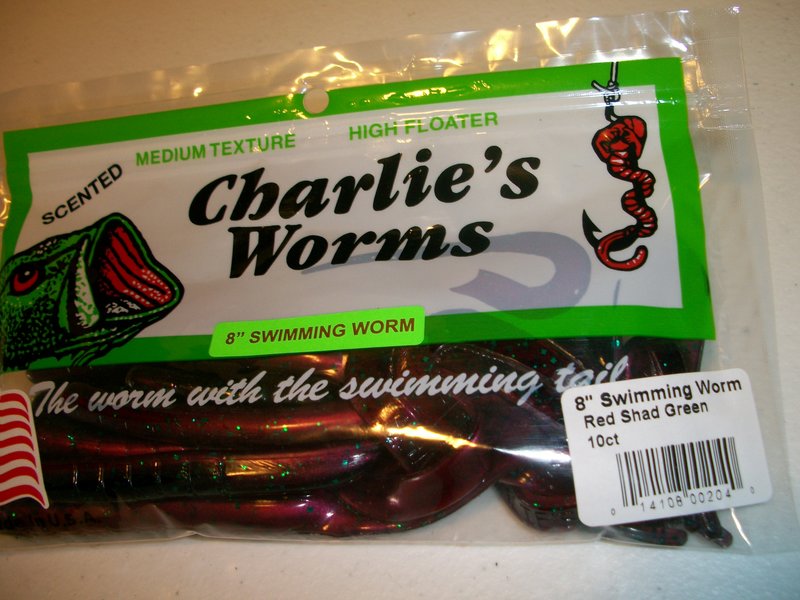 MEDIUM TEXTURE
HIGH FLOATER
SCENTED
Charlie's
Worms
8" SWIMMING WORM
The worm with the swimming tail
8" Swimming Worm
Red Shad Green
10ct
0 14108 00204 0
in U.S.A.